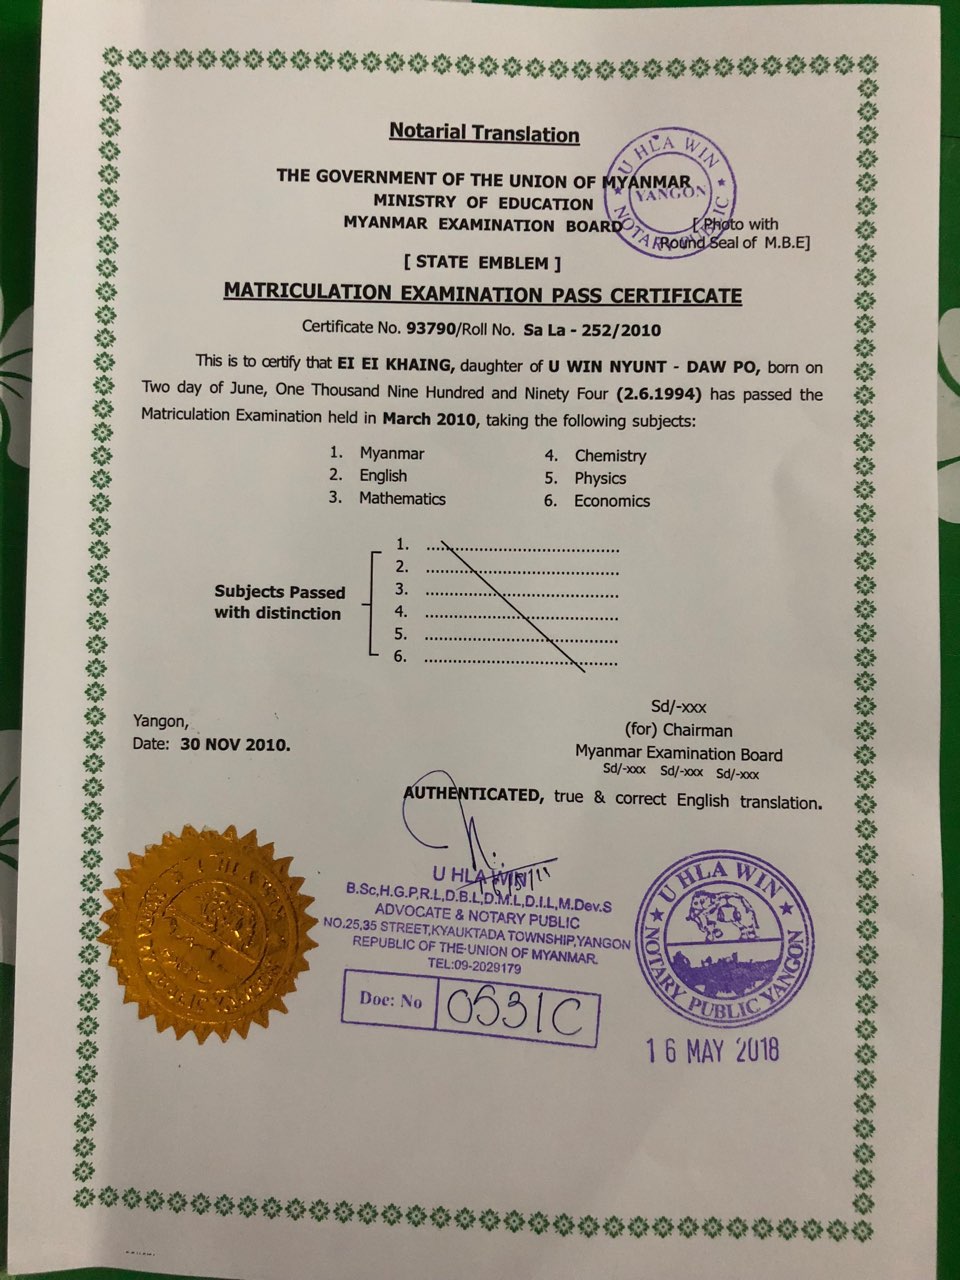 Notarial Translation
THE GOVERNMENT OF THE UNION OF MYANMAR
MINISTRY OF EDUCATION
MYANMAR EXAMINATION BOARD
U HLA WIN
YANGON
NOTARY PUBLIC
[ Photo with
Round Seal of M.B.E]
[ STATE EMBLEM ]
MATRICULATION EXAMINATION PASS CERTIFICATE
Certificate No. 93790/Roll No. Sa La - 252/2010
This is to certify that EI EI KHAING, daughter of U WIN NYUNT - DAW PO, born on
Two day of June, One Thousand Nine Hundred and Ninety Four (2.6.1994) has passed the
Matriculation Examination held in March 2010, taking the following subjects:
1. Myanmar
2. English
3. Mathematics
4. Chemistry
5. Physics
6. Economics
Subjects Passed
with distinction
1. ................................................
2. ................................................
3. ................................................
4. ................................................
5. ................................................
6. ................................................
Yangon,
Date: 30 NOV 2010.
Sd/-xxx
(for) Chairman
Myanmar Examination Board
Sd/-xxx Sd/-xxx Sd/-xxx
AUTHENTICATED, true & correct English translation.
U HLA WIN
B.Sc,H.G.P,R.L,D.B.L,D.M.L,D.I.L,M.Dev.S
ADVOCATE & NOTARY PUBLIC
NO.25,35 STREET,KYAUKTADA TOWNSHIP,YANGON
REPUBLIC OF THE UNION OF MYANMAR.
TEL:09-2029179
Doc: No 0531C
U HLA WIN
NOTARY PUBLIC YANGON
16 MAY 2018
U HLA WIN